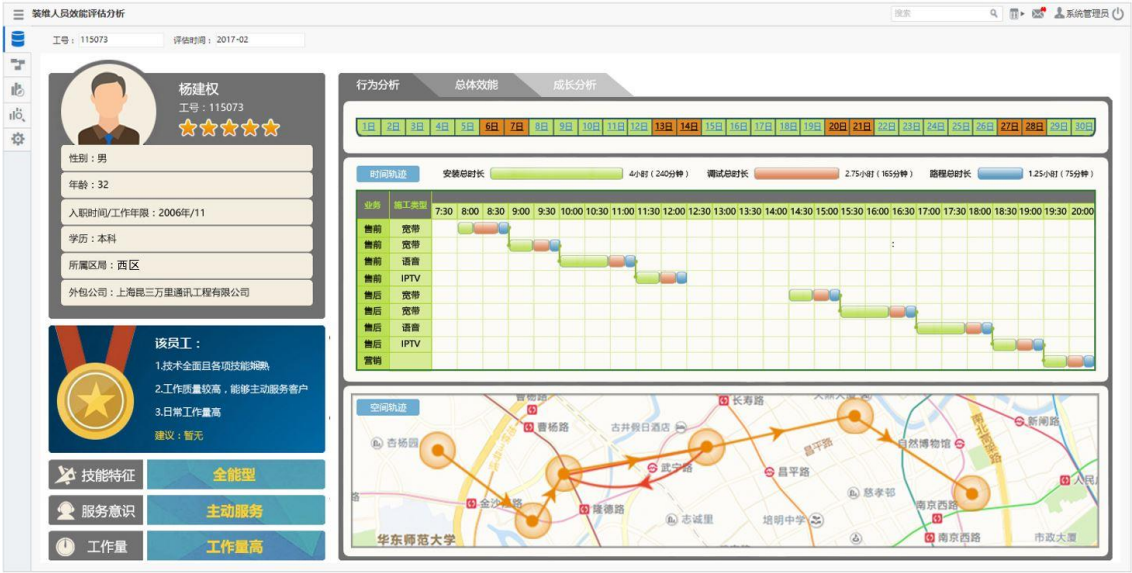 装维人员效能评估分析
搜索
系统管理员
工号： 115073 评估时间： 2017-02
杨建权
工号：115073
性别：男
年龄：32
入职时间/工作年限：2006年/11
学历：本科
所属区局：西区
外包公司：上海昆三万里通讯工程有限公司
该员工：
1.技术全面且各项技能娴熟
2.工作质量较高，能够主动服务客户
3.日常工作量高
建议：暂无
技能特征 全能型
服务意识 主动服务
工作量 工作量高
行为分析 总体效能 成长分析
1日 2日 3日 4日 5日 6日 7日 8日 9日 10日 11日 12日 13日 14日 15日 16日 17日 18日 19日 20日 21日 22日 23日 24日 25日 26日 27日 28日 29日 30日
时间轨迹 安装总时长 4小时（240分钟） 调试总时长 2.75小时（165分钟） 路程总时长 1.25小时（75分钟）
业务 施工类型 7:30 8:00 8:30 9:00 9:30 10:00 10:30 11:00 11:30 12:00 12:30 13:00 13:30 14:00 14:30 15:00 15:30 16:00 16:30 17:00 17:30 18:00 18:30 19:00 19:30 20:00
售前 宽带
售前 宽带
售前 语音
售前 IPTV
售后 宽带
售后 宽带
售后 语音
售后 IPTV
营销
空间轨迹
曹杨路
长寿路
古井假日酒店
杏杨园
武宁路
昌平路
昌平路
自然博物馆
南北高架路
新闸路
人民
金沙
路
隆德路
志诚里
培明中学
慈孝邨
南京西路
南京西路
市政大厦
华东师范大学